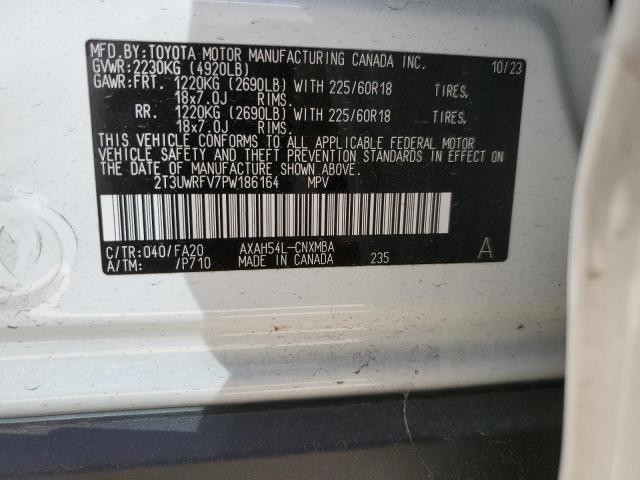 MFD.BY:TOYOTA MOTOR MANUFACTURING CANADA INC. 10/23
GVWR:2230KG (4920LB)
GAWR:FRT. 1220KG (2690LB) WITH 225/60R18 TIRES,
18x7.0J RIMS.
RR. 1220KG (2690LB) WITH 225/60R18 TIRES,
18x7.0J RIMS.
THIS VEHICLE CONFORMS TO ALL APPLICABLE FEDERAL MOTOR
VEHICLE SAFETY AND THEFT PREVENTION STANDARDS IN EFFECT ON
THE DATE OF MANUFACTURE SHOWN ABOVE.
2T3UWRFV7PW186164 MPV
C/TR:040/FA20 AXAH54L-CNXMBA
A/TM: /P710 MADE IN CANADA 235 A